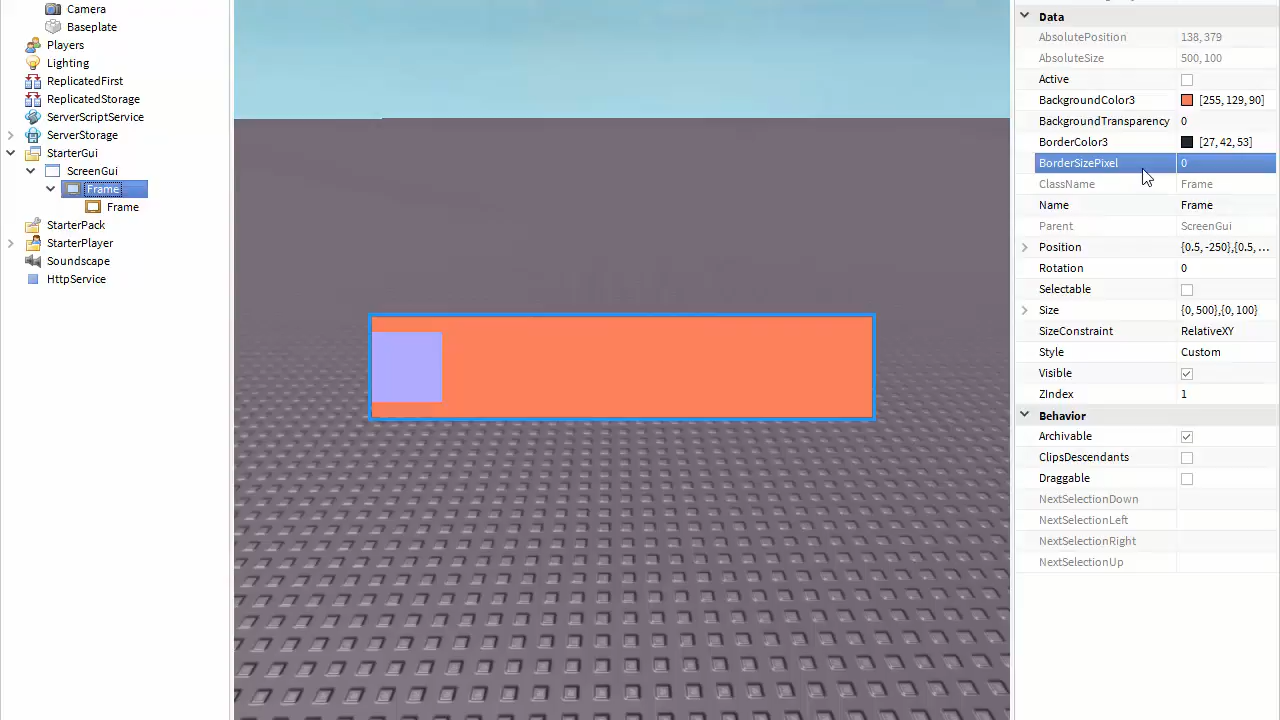 Camera
Baseplate
Players
Lighting
ReplicatedFirst
ReplicatedStorage
ServerScriptService
ServerStorage
StarterGui
ScreenGui
Frame
Frame
StarterPack
StarterPlayer
Soundscape
HttpService
Data
AbsolutePosition 138, 379
AbsoluteSize 500, 100
Active
BackgroundColor3 [255, 129, 90]
BackgroundTransparency 0
BorderColor3 [27, 42, 53]
BorderSizePixel 0
ClassName Frame
Name Frame
Parent ScreenGui
Position {0.5, -250},{0.5, ...
Rotation 0
Selectable
Size {0, 500},{0, 100}
SizeConstraint RelativeXY
Style Custom
Visible
ZIndex 1
Behavior
Archivable
ClipsDescendants
Draggable
NextSelectionDown
NextSelectionLeft
NextSelectionRight
NextSelectionUp